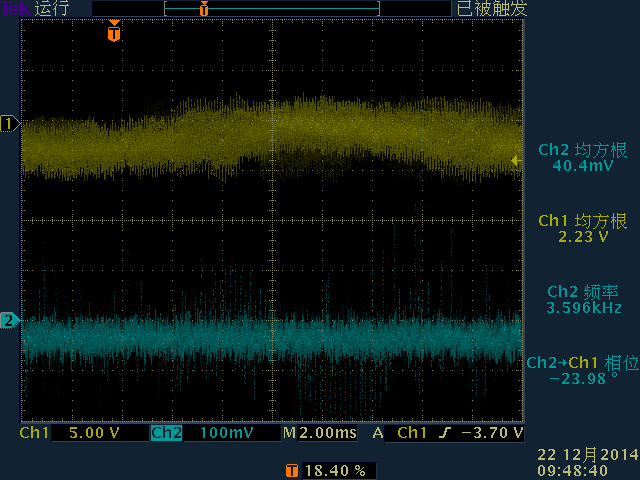 Tek 运行 已被触发
T
T
1
Ch2 均方根
40.4mV
Ch1 均方根
2.23 V
Ch2 频率
3.596kHz
2
Ch2→Ch1 相位
−23.98 °
Ch1 5.00 V Ch2 100mV M 2.00ms A Ch1 ƒ −3.70 V
T 18.40 %
22 12月 2014
09:48:40